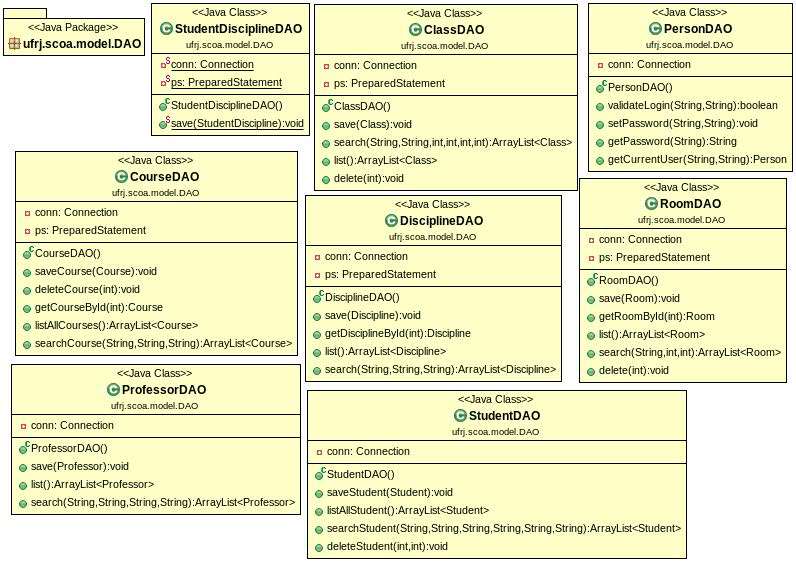 <<Java Package>>
ufrj.scoa.model.DAO
<<Java Class>>
StudentDisciplineDAO
ufrj.scoa.model.DAO
conn: Connection
ps: PreparedStatement
StudentDisciplineDAO()
save(StudentDiscipline):void
<<Java Class>>
ClassDAO
ufrj.scoa.model.DAO
conn: Connection
ps: PreparedStatement
ClassDAO()
save(Class):void
search(String,String,int,int,int):ArrayList<Class>
list():ArrayList<Class>
delete(int):void
<<Java Class>>
PersonDAO
ufrj.scoa.model.DAO
conn: Connection
PersonDAO()
validateLogin(String,String):boolean
setPassword(String,String):void
getPassword(String):String
getCurrentUser(String,String):Person
<<Java Class>>
CourseDAO
ufrj.scoa.model.DAO
conn: Connection
ps: PreparedStatement
CourseDAO()
saveCourse(Course):void
deleteCourse(int):void
getCourseById(int):Course
listAllCourses():ArrayList<Course>
searchCourse(String,String,String):ArrayList<Course>
<<Java Class>>
DisciplineDAO
ufrj.scoa.model.DAO
conn: Connection
ps: PreparedStatement
DisciplineDAO()
save(Discipline):void
getDisciplineById(int):Discipline
list():ArrayList<Discipline>
search(String,String,String):ArrayList<Discipline>
<<Java Class>>
RoomDAO
ufrj.scoa.model.DAO
conn: Connection
ps: PreparedStatement
RoomDAO()
save(Room):void
getRoomById(int):Room
list():ArrayList<Room>
search(String,int,int):ArrayList<Room>
delete(int):void
<<Java Class>>
ProfessorDAO
ufrj.scoa.model.DAO
conn: Connection
ProfessorDAO()
save(Professor):void
list():ArrayList<Professor>
search(String,String,String,String):ArrayList<Professor>
<<Java Class>>
StudentDAO
ufrj.scoa.model.DAO
conn: Connection
StudentDAO()
saveStudent(Student):void
listAllStudent():ArrayList<Student>
searchStudent(String,String,String,String,String,String):ArrayList<Student>
deleteStudent(int,int):void